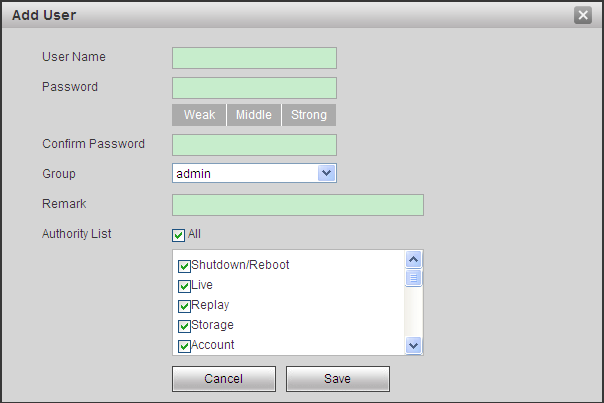 Add User
User Name
Password
Weak Middle Strong
Confirm Password
Group admin
Remark
Authority List All
Shutdown/Reboot
Live
Replay
Storage
Account
Cancel Save